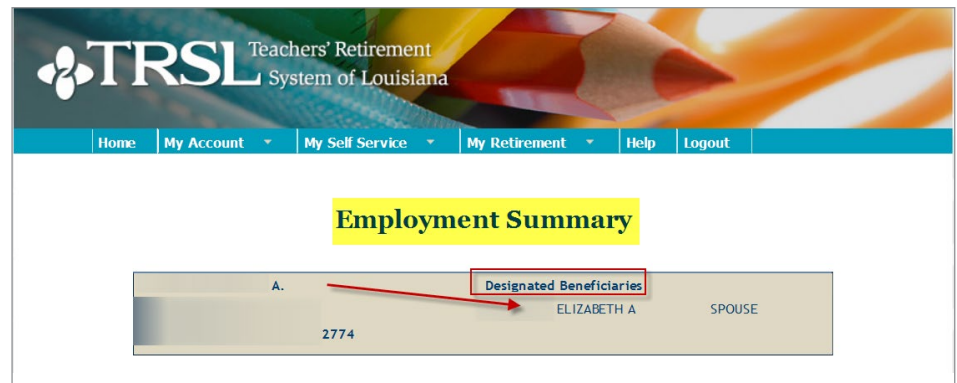 TRSL Teachers' Retirement
System of Louisiana
Home My Account My Self Service My Retirement Help Logout
Employment Summary
A. Designated Beneficiaries
ELIZABETH A SPOUSE
2774